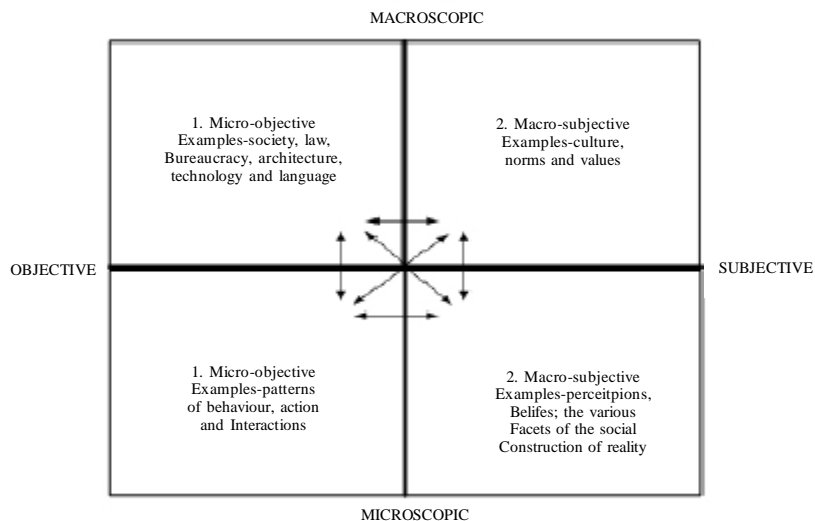 MACROSCOPIC
1. Micro-objective
Examples-society, law,
Bureaucracy, architecture,
technology and language
2. Macro-subjective
Examples-culture,
norms and values
OBJECTIVE
SUBJECTIVE
1. Micro-objective
Examples-patterns
of behaviour, action
and Interactions
2. Macro-subjective
Examples-perceitpions,
Belifes; the various
Facets of the social
Construction of reality
MICROSCOPIC